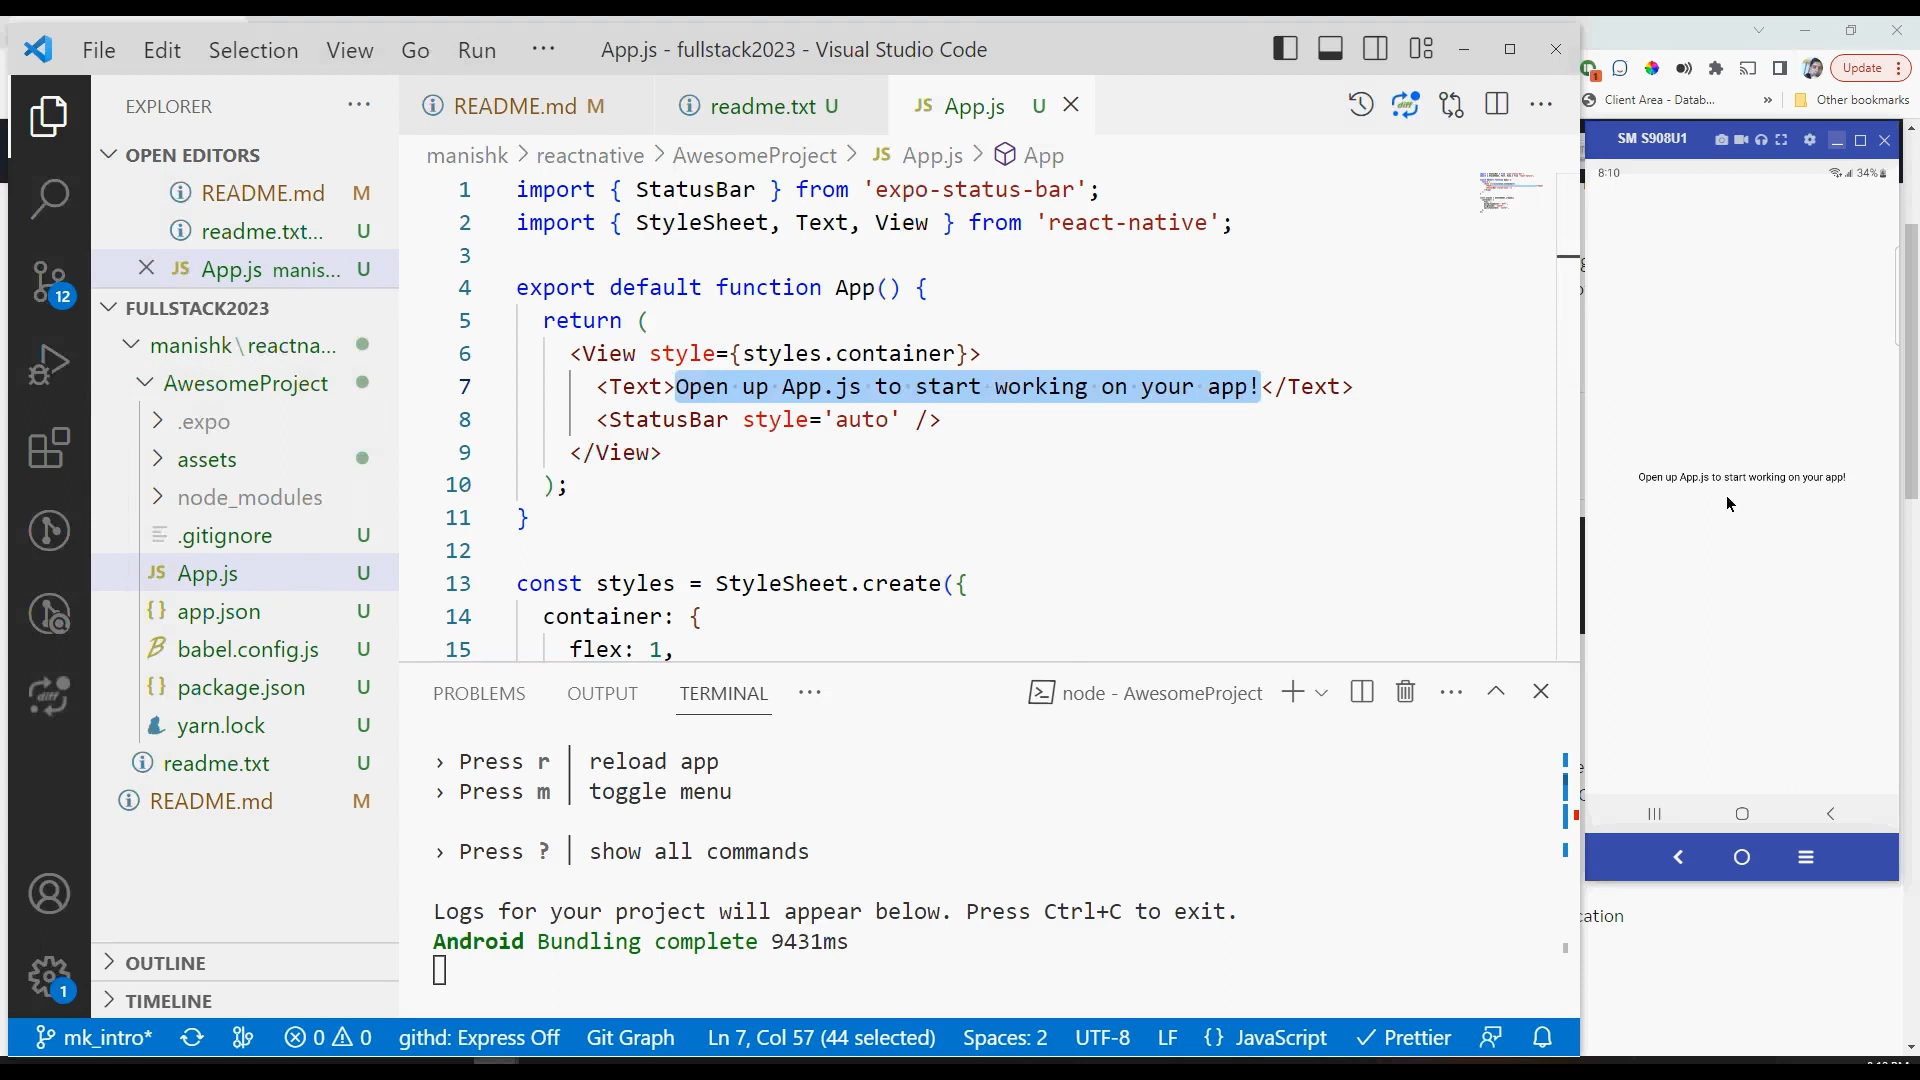 File Edit Selection View Go Run ··· App.js - fullstack2023 - Visual Studio Code
EXPLORER ···
OPEN EDITORS
README.md M
readme.txt... U
JS App.js manis... U
FULLSTACK2023
manishk\reactna...
AwesomeProject
.expo
assets
node_modules
.gitignore U
JS App.js U
{} app.json U
babel.config.js U
{} package.json U
yarn.lock U
readme.txt U
README.md M
OUTLINE
TIMELINE
12
1
README.md M readme.txt U JS App.js U
manishk > reactnative > AwesomeProject > JS App.js > App
1 import { StatusBar } from 'expo-status-bar';
2 import { StyleSheet, Text, View } from 'react-native';
3
4 export default function App() {
5 return (
6 <View style={styles.container}>
7 <Text>Open up App.js to start working on your app!</Text>
8 <StatusBar style='auto' />
9 </View>
10 );
11 }
12
13 const styles = StyleSheet.create({
14 container: {
15 flex: 1,
PROBLEMS OUTPUT TERMINAL ··· node - AwesomeProject
› Press r │ reload app
› Press m │ toggle menu
› Press ? │ show all commands
Logs for your project will appear below. Press Ctrl+C to exit.
Android Bundling complete 9431ms
mk_intro* 0 0 githd: Express Off Git Graph Ln 7, Col 57 (44 selected) Spaces: 2 UTF-8 LF {} JavaScript Prettier
Update
Client Area - Datab... » Other bookmarks
SM S908U1
8:10 34%
Open up App.js to start working on your app!
cation